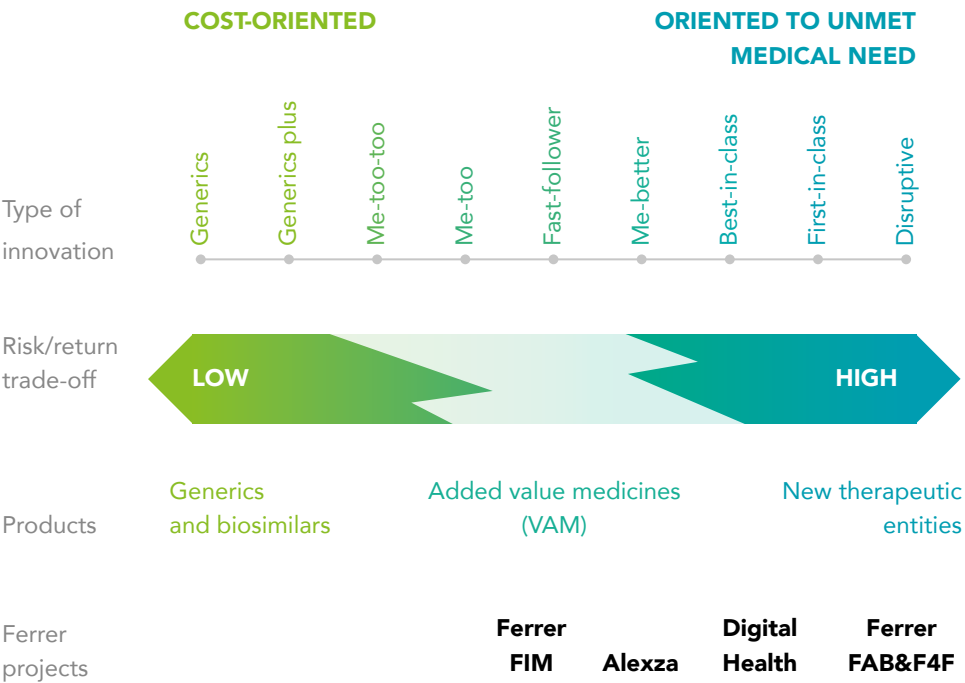 COST-ORIENTED
ORIENTED TO UNMET
MEDICAL NEED
Type of
innovation
Generics
Generics plus
Me-too-too
Me-too
Fast-follower
Me-better
Best-in-class
First-in-class
Disruptive
Risk/return
trade-off
LOW
HIGH
Products
Generics
and biosimilars
Added value medicines
(VAM)
New therapeutic
entities
Ferrer
projects
Ferrer
FIM
Alexza
Digital
Health
Ferrer
FAB&F4F